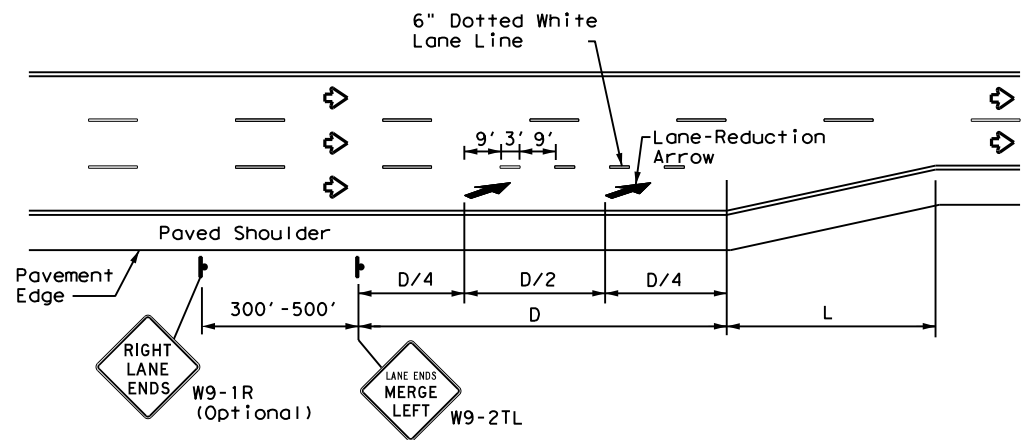 6" Dotted White
Lane Line
9' 3' 9'
Lane-Reduction
Arrow
Paved Shoulder
Pavement
Edge
D/4 D/2 D/4
300'-500' D L
RIGHT
LANE
ENDS
W9-1R
(Optional)
LANE ENDS
MERGE
LEFT
W9-2TL